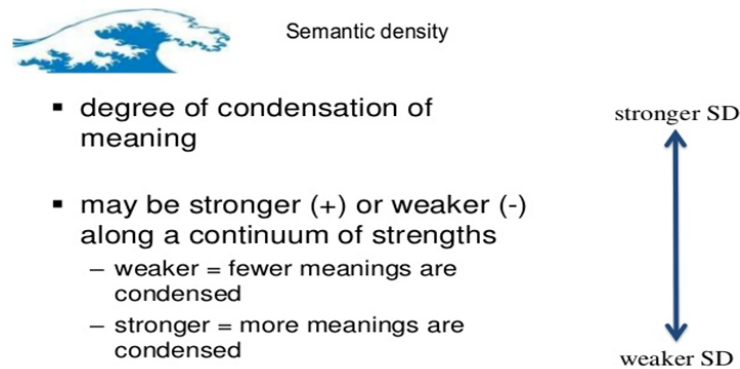 Semantic density
▪ degree of condensation of
meaning
stronger SD
▪ may be stronger (+) or weaker (-)
along a continuum of strengths
– weaker = fewer meanings are
condensed
– stronger = more meanings are
condensed
weaker SD